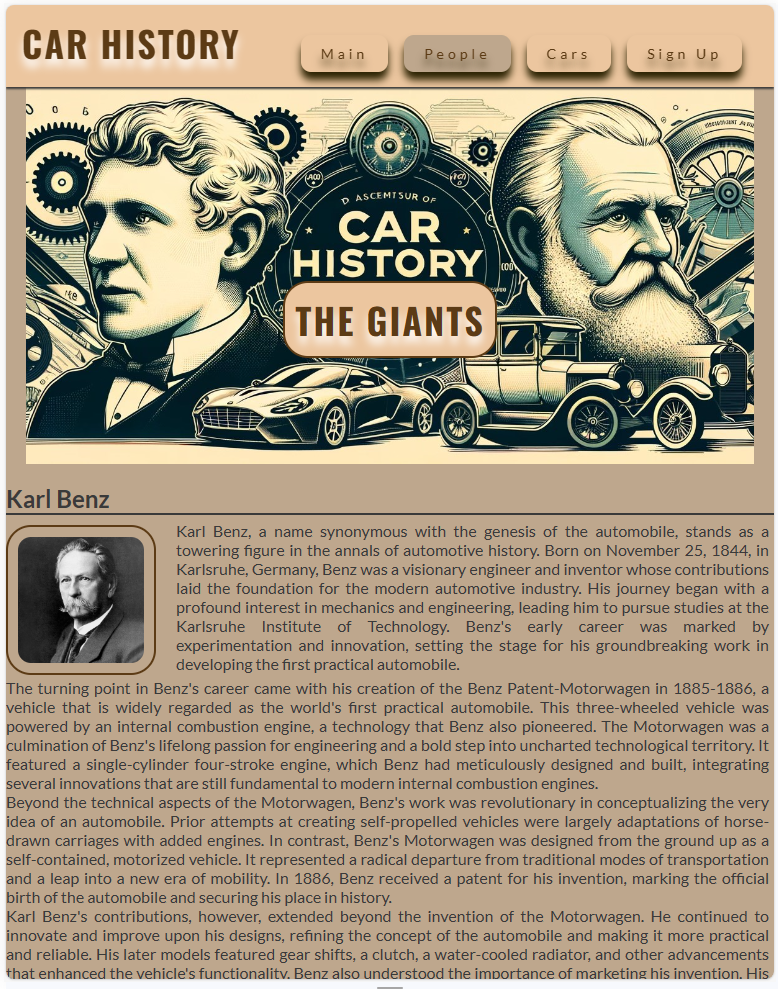 CAR HISTORY
Main
People
Cars
Sign Up
D ASCEMTSUR OF
CAR
HISTORY
THE GIANTS
Karl Benz
Karl Benz, a name synonymous with the genesis of the automobile, stands as a
towering figure in the annals of automotive history. Born on November 25, 1844, in
Karlsruhe, Germany, Benz was a visionary engineer and inventor whose contributions
laid the foundation for the modern automotive industry. His journey began with a
profound interest in mechanics and engineering, leading him to pursue studies at the
Karlsruhe Institute of Technology. Benz's early career was marked by
experimentation and innovation, setting the stage for his groundbreaking work in
developing the first practical automobile.
The turning point in Benz's career came with his creation of the Benz Patent-Motorwagen in 1885-1886, a
vehicle that is widely regarded as the world's first practical automobile. This three-wheeled vehicle was
powered by an internal combustion engine, a technology that Benz also pioneered. The Motorwagen was a
culmination of Benz's lifelong passion for engineering and a bold step into uncharted technological territory. It
featured a single-cylinder four-stroke engine, which Benz had meticulously designed and built, integrating
several innovations that are still fundamental to modern internal combustion engines.
Beyond the technical aspects of the Motorwagen, Benz's work was revolutionary in conceptualizing the very
idea of an automobile. Prior attempts at creating self-propelled vehicles were largely adaptations of horse-
drawn carriages with added engines. In contrast, Benz's Motorwagen was designed from the ground up as a
self-contained, motorized vehicle. It represented a radical departure from traditional modes of transportation
and a leap into a new era of mobility. In 1886, Benz received a patent for his invention, marking the official
birth of the automobile and securing his place in history.
Karl Benz's contributions, however, extended beyond the invention of the Motorwagen. He continued to
innovate and improve upon his designs, refining the concept of the automobile and making it more practical
and reliable. His later models featured gear shifts, a clutch, a water-cooled radiator, and other advancements
that enhanced the vehicle's functionality. Benz also understood the importance of marketing his invention. His